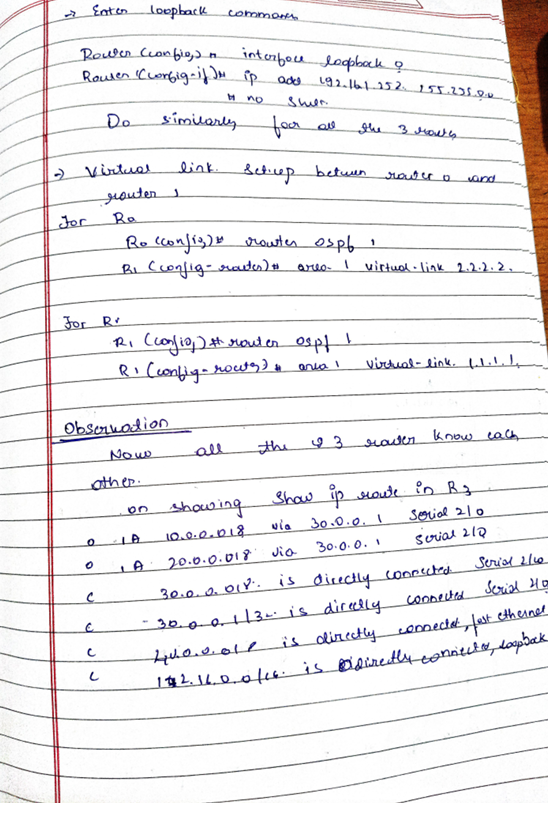 → Enter loopback commands
Router (config)# interface loopback 0
Router (config-if)# ip add 192.161.252. 255.255.0.0
# no shut
Do similarly for all the 3 router
→ Virtual link setup between router 0 and
router 1
For R0
R0 (config)# router ospf 1
R1 (config-router)# area 1 virtual-link 2.2.2.2.
For R1
R1 (config)# router ospf 1
R1 (config-router)# area 1 virtual-link. 1.1.1.1.
Observation
Now all the 3 router know each
other.
on showing show ip route in R3
O IA 10.0.0.0/8 via 30.0.0.1 Serial 2/0
O IA 20.0.0.0/8 via 30.0.0.1 Serial 2/0
C 30.0.0.0/8. is directly connected Serial 2/0
C 30.0.0.1/32 is directly connected Serial 2/0
C 40.0.0.0/8 is directly connected, fast ethernet
C 172.16.0.0/16. is directly connected, loopback